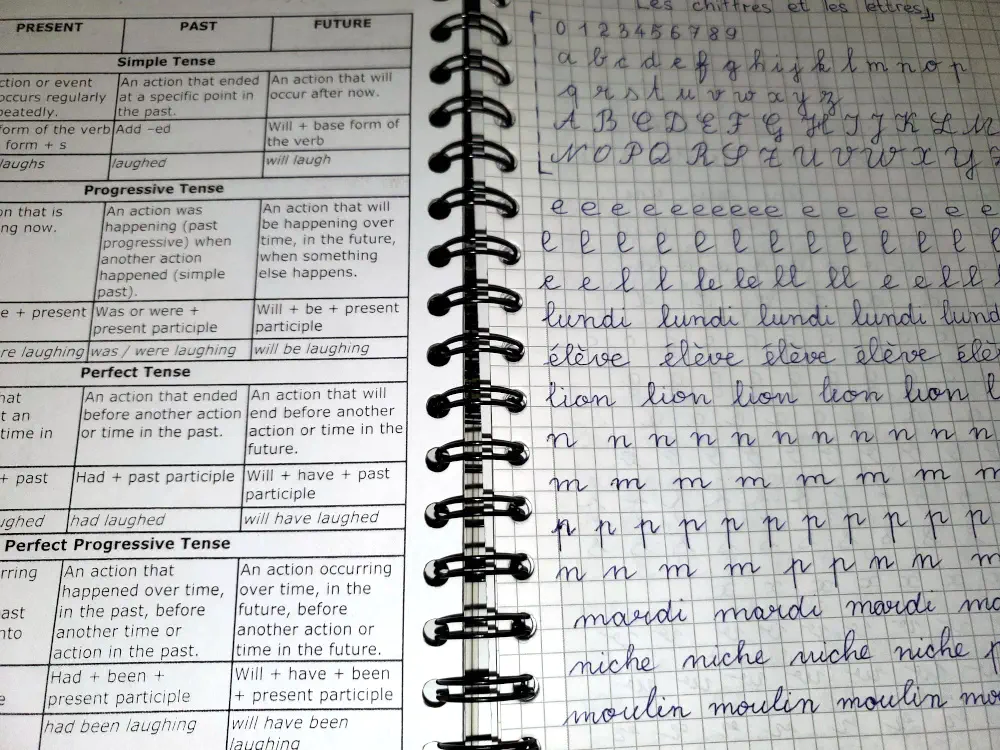 PRESENT PAST FUTURE
Simple Tense
ction or event An action that ended An action that will
occurs regularly at a specific point in occur after now.
peatedly. the past.
form of the verb Add –ed Will + base form of
form + s the verb
laughs laughed will laugh
Progressive Tense
on that is An action was An action that will
ng now. happening (past be happening over
progressive) when time, in the future,
another action when something
happened (simple else happens.
past).
e + present Was or were + Will + be + present
present participle participle
re laughing was / were laughing will be laughing
Perfect Tense
hat An action that ended An action that will
t an before another action end before another
time in or time in the past. action or time in the
future.
+ past Had + past participle Will + have + past
participle
ughed had laughed will have laughed
Perfect Progressive Tense
rring An action that An action occurring
happened over time, over time, in the
ast in the past, before future, before
nto another time or another action or
action in the past. time in the future.
Had + been + Will + have + been
e present participle + present participle
had been laughing will have been
laughing
Les chiffres et les lettres
0 1 2 3 4 5 6 7 8 9
a b c d e f g h i j k l m n o p
q r s t u v w x y z
A B C D E F G H I J K L M
N O P Q R S T U V W X Y Z
e e e e e e e e e e e e e e e
l l l l l l l l l l l l l
e e l l le le ll ll e e l l
lundi lundi lundi lundi lund
élève élève élève élève élè
lion lion lion lion lion l
n n n n n n n n n n n
m m m m m m m m
p p p p p p p p p p p
n n m m p p n n m
mardi mardi mardi ma
niche niche niche niche
moulin moulin moulin mou